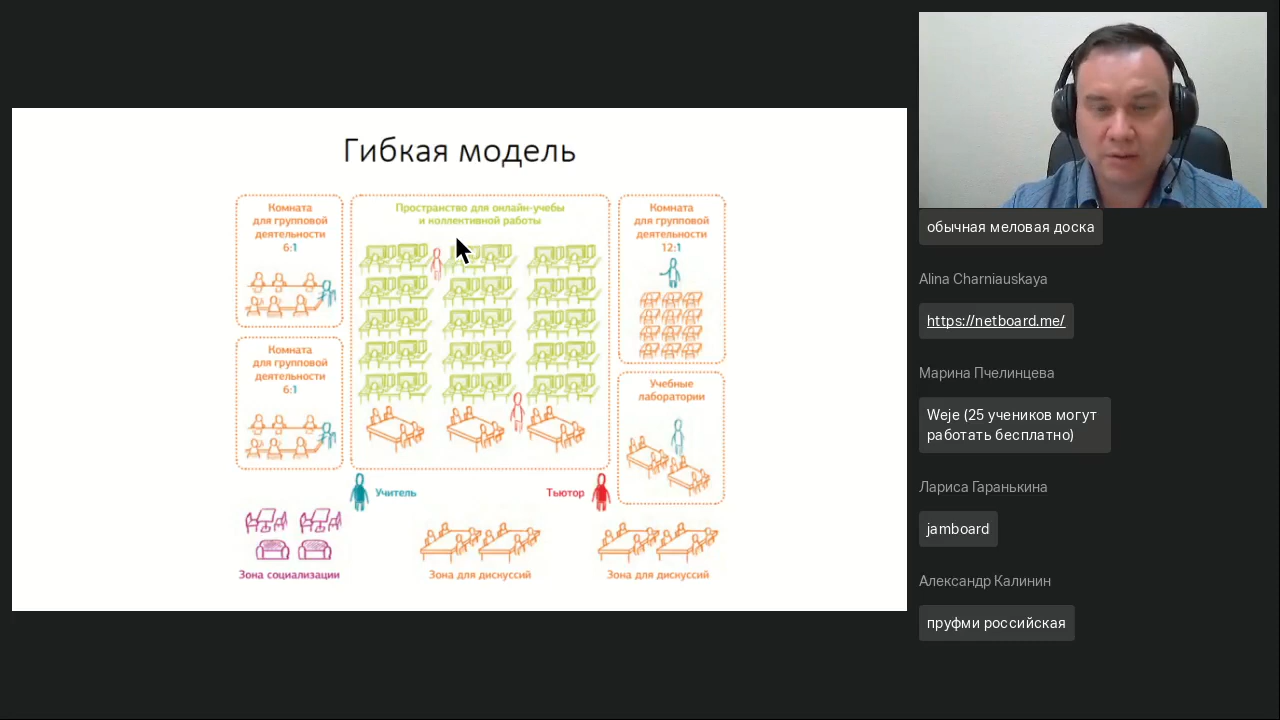 Гибкая модель
Комната
для групповой
деятельности
6:1
Пространство для онлайн-учебы
и коллективной работы
Комната
для групповой
деятельности
12:1
Комната
для групповой
деятельности
6:1
Учебные
лаборатории
Учитель
Тьютор
Зона социализации
Зона для дискуссий
Зона для дискуссий
обычная меловая доска
Alina Charniauskaya
https://netboard.me/
Марина Пчелинцева
Weje (25 учеников могут
работать бесплатно)
Лариса Гаранькина
jamboard
Александр Калинин
пруфми российская